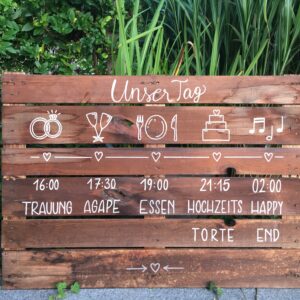 Unser Tag
16:00 17:30 19:00 21:15 02:00
TRAUUNG AGAPE ESSEN HOCHZEITS HAPPY
TORTE END